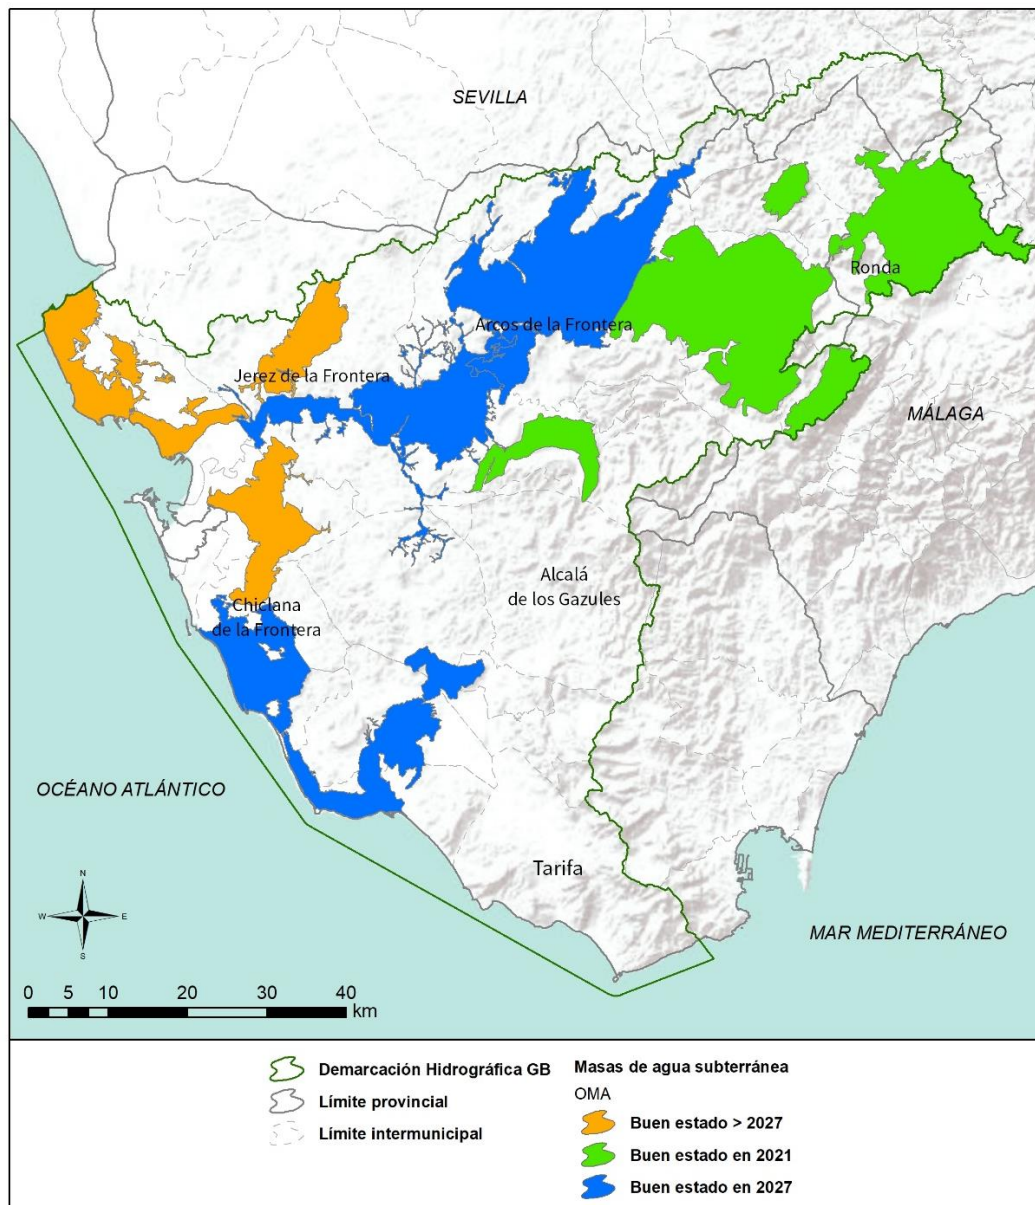 SEVILLA
Ronda
Arcos de la Frontera
Jerez de la Frontera
MÁLAGA
Alcalá
de los Gazules
Chiclana
de la Frontera
OCÉANO ATLÁNTICO
Tarifa
N
W E
S
MAR MEDITERRÁNEO
0 5 10 20 30 40
km
Demarcación Hidrográfica GB
Límite provincial
Límite intermunicipal
Masas de agua subterránea
OMA
Buen estado > 2027
Buen estado en 2021
Buen estado en 2027